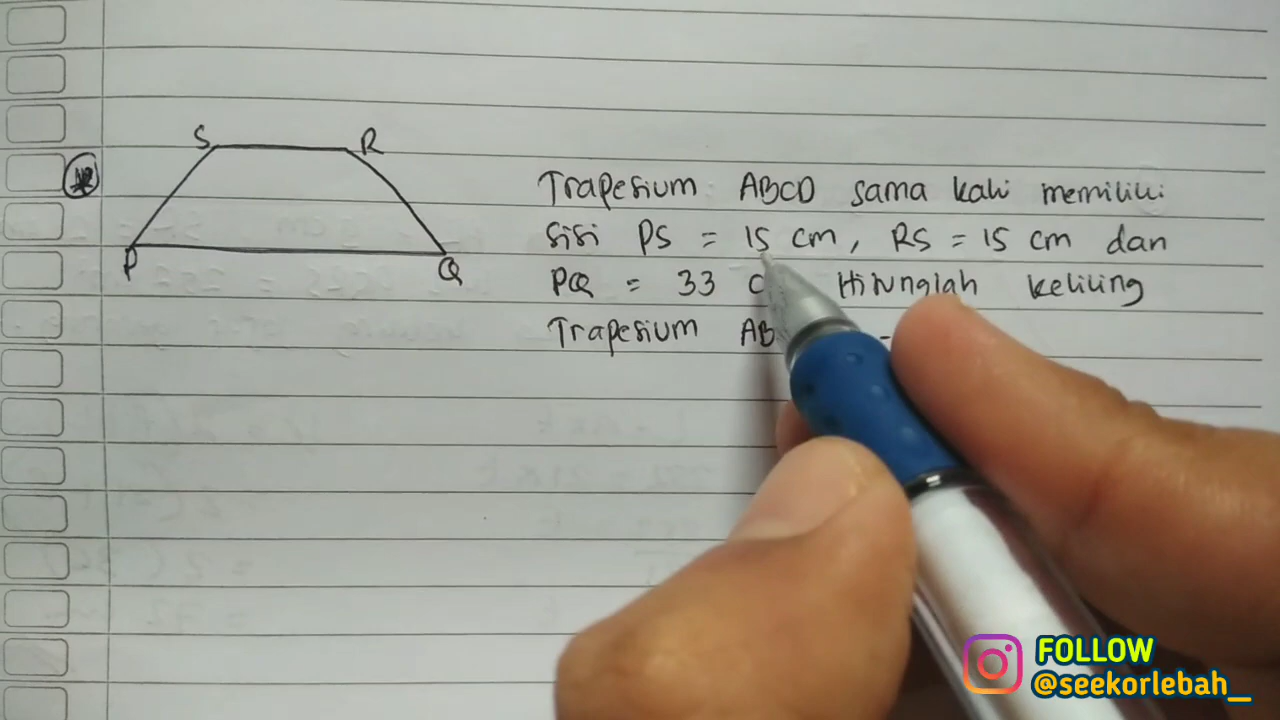 S R
P Q
Trapesium ABCD sama kaki memiliki
sisi PS = 15 cm, RS = 15 cm dan
PQ = 33 c Hitunglah keliling
Trapesium AB
FOLLOW
@seekorlebah_